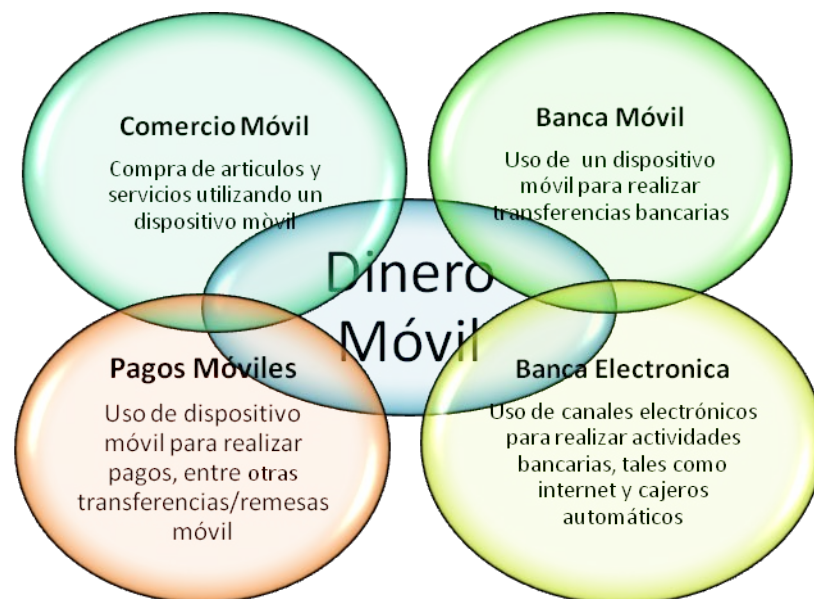 Comercio Móvil
Compra de articulos y
servicios utilizando un
dispositivo mòvil
Banca Móvil
Uso de un dispositivo
móvil para realizar
transferencias bancarias
Dinero
Móvil
Pagos Móviles
Uso de dispositivo
móvil para realizar
pagos, entre otras
transferencias/remesas
móvil
Banca Electronica
Uso de canales electrónicos
para realizar actividades
bancarias, tales como
internet y cajeros
automáticos